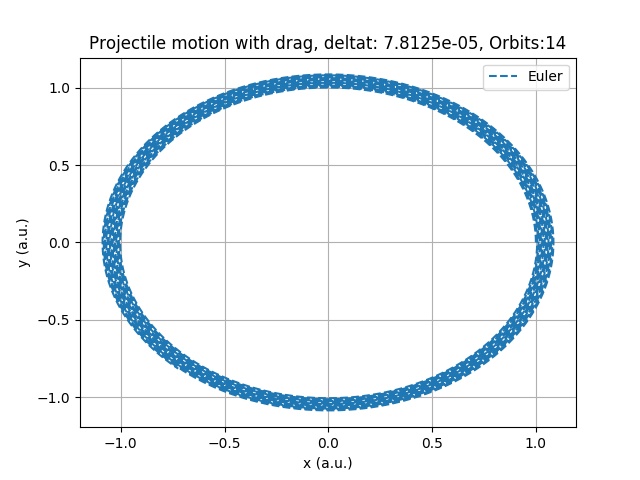 Projectile motion with drag, deltat: 7.8125e-05, Orbits:14
Euler
1.0
0.5
0.0
−0.5
−1.0
y (a.u.)
−1.0
−0.5
0.0
0.5
1.0
x (a.u.)